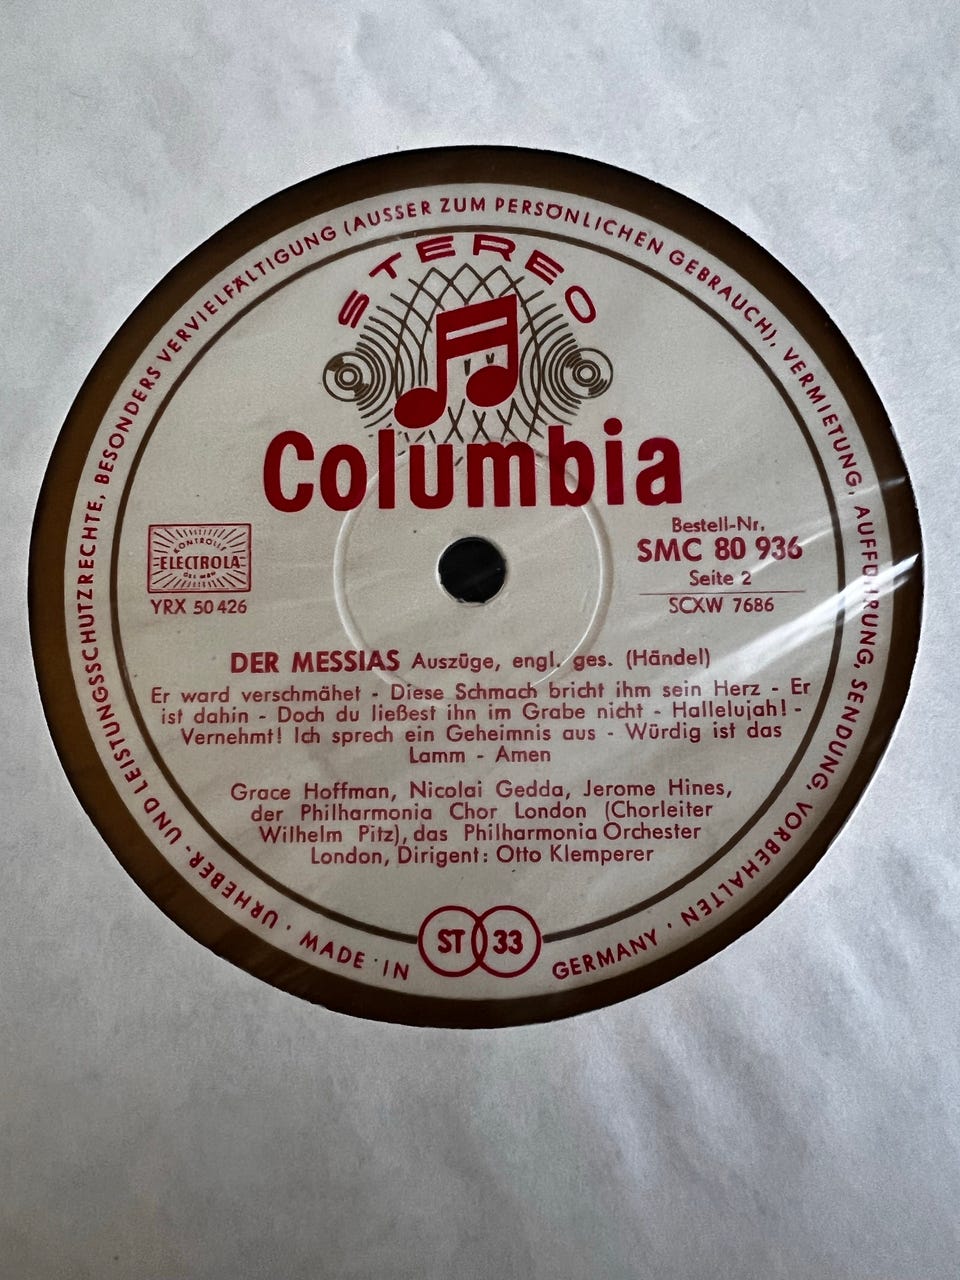 URHEBER- UND LEISTUNGSSCHUTZRECHTE, BESONDERS VERVIELFÄLTIGUNG (AUSSER ZUM PERSÖNLICHEN GEBRAUCH), VERMIETUNG, AUFFÜHRUNG, SENDUNG, VORBEHALTEN ·
STEREO
Columbia
KONTROLLE
ELECTROLA
GES MBH
YRX 50 426
Bestell-Nr.
SMC 80 936
Seite 2
SCXW 7686
DER MESSIAS Auszüge, engl. ges. (Händel)
Er ward verschmähet - Diese Schmach bricht ihm sein Herz - Er
ist dahin - Doch du ließest ihn im Grabe nicht - Hallelujah! -
Vernehmt! Ich sprech ein Geheimnis aus - Würdig ist das
Lamm - Amen
Grace Hoffman, Nicolai Gedda, Jerome Hines,
der Philharmonia Chor London (Chorleiter
Wilhelm Pitz), das Philharmonia Orchester
London, Dirigent: Otto Klemperer
ST 33
· MADE IN GERMANY